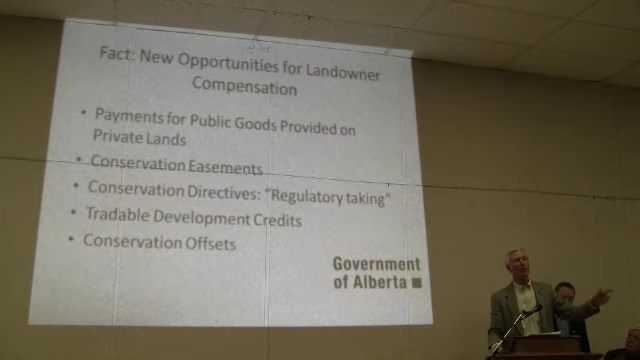 Fact: New Opportunities for Landowner
Compensation
• Payments for Public Goods Provided on
Private Lands
• Conservation Easements
• Conservation Directives: "Regulatory taking"
• Tradable Development Credits
• Conservation Offsets
Government
of Alberta